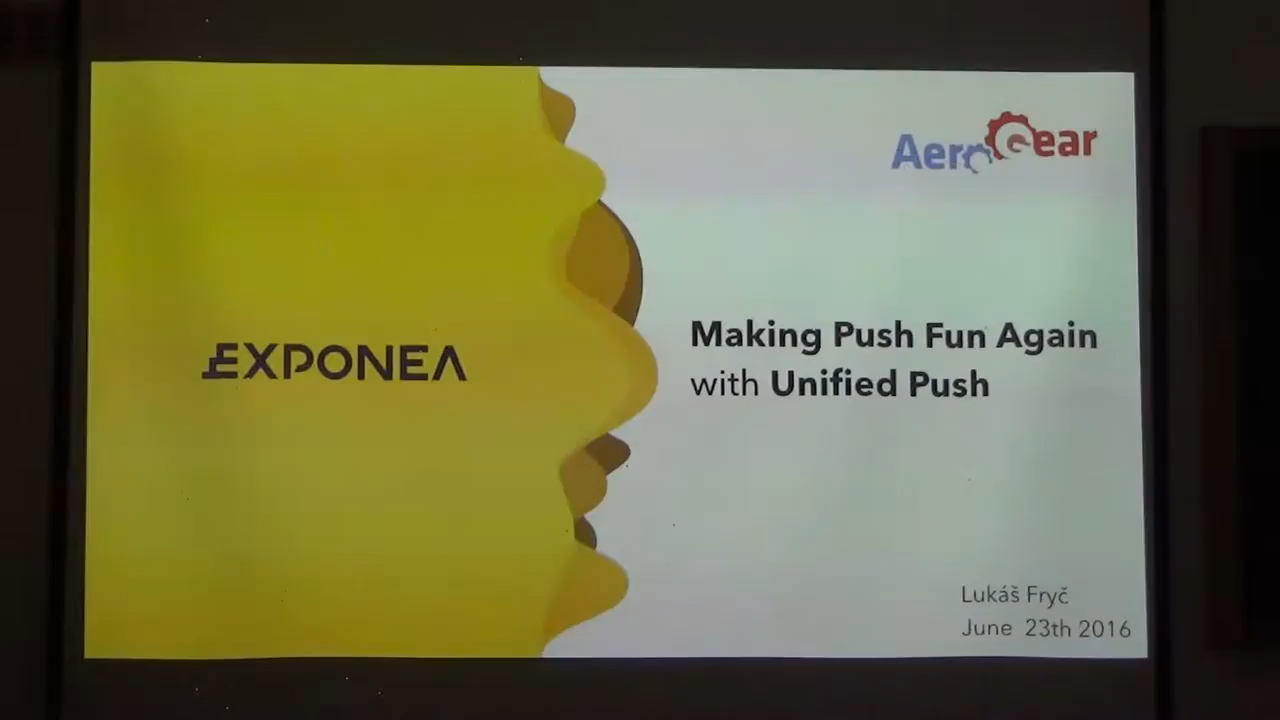 AeroGear
EXPONEA
Making Push Fun Again
with Unified Push
Lukáš Fryč
June 23th 2016